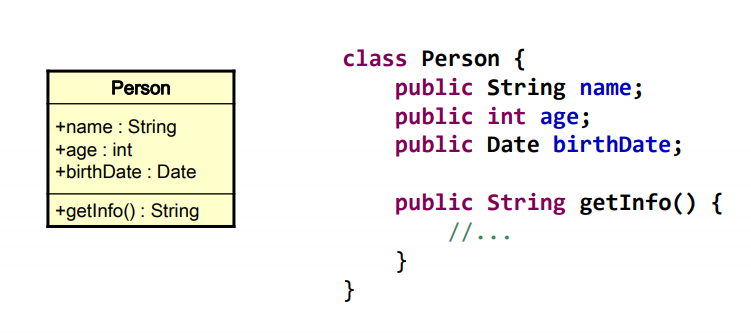 Person
+name : String
+age : int
+birthDate : Date
+getInfo() : String
class Person {
public String name;
public int age;
public Date birthDate;
public String getInfo() {
//...
}
}